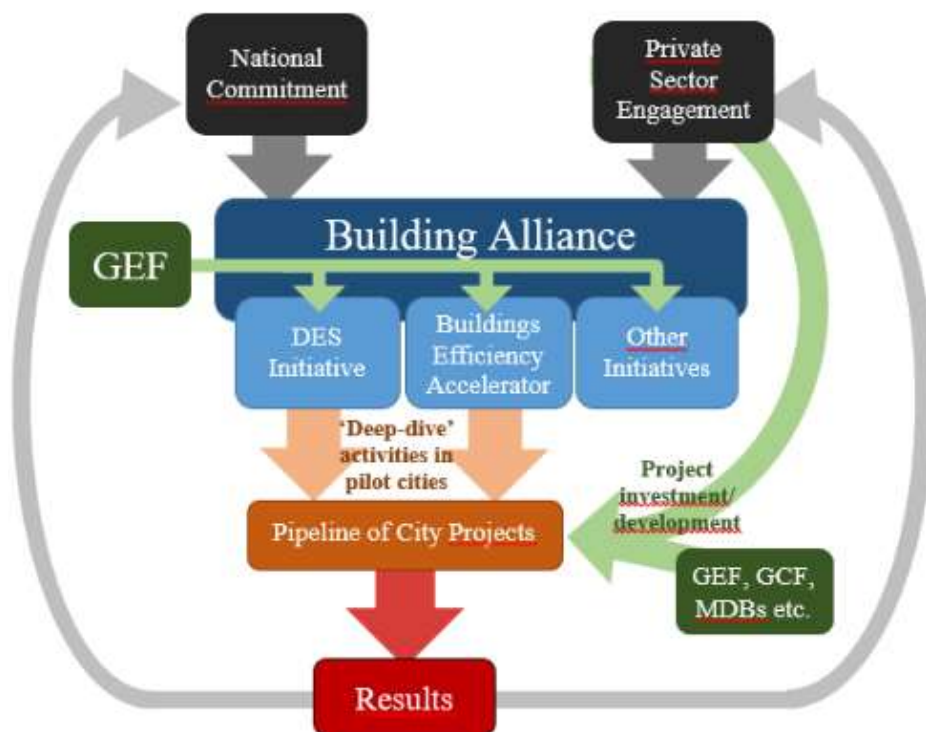 National
Commitment
Private
Sector
Engagement
Building Alliance
GEF
DES
Initiative
Buildings
Efficiency
Accelerator
Other
Initiatives
‘Deep-dive’
activities in
pilot cities
Project
investment/
development
Pipeline of City Projects
GEF, GCF,
MDBs etc.
Results